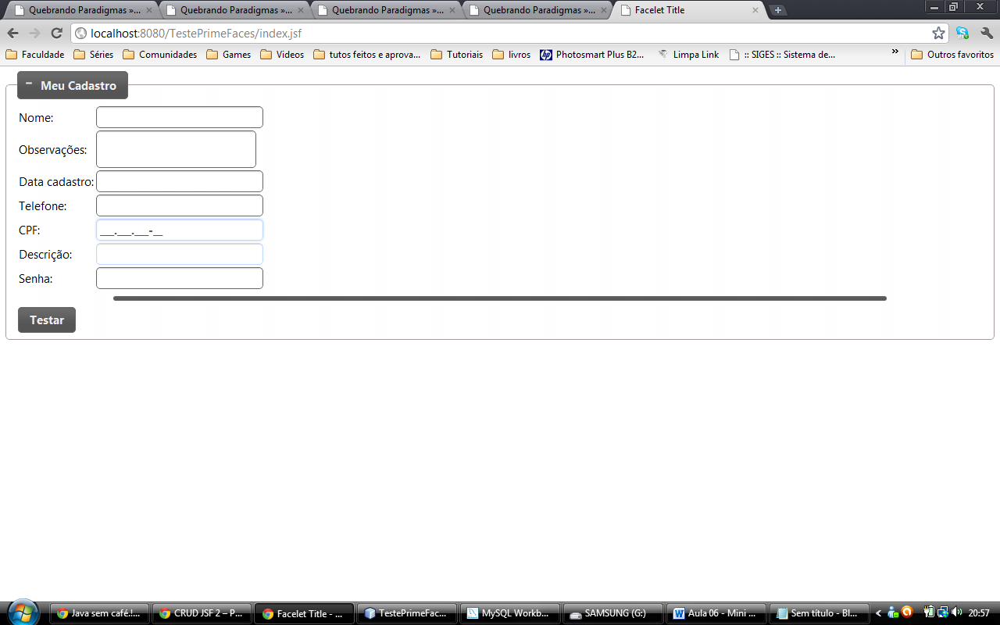 Quebrando Paradigmas »...
Quebrando Paradigmas »...
Quebrando Paradigmas »...
Quebrando Paradigmas »...
Facelet Title
localhost:8080/TestePrimeFaces/index.jsf
Faculdade
Séries
Comunidades
Games
Videos
tutos feitos e aprova...
Tutoriais
livros
Photosmart Plus B2...
Limpa Link
:: SIGES :: Sistema de...
»
Outros favoritos
Meu Cadastro
Nome:
Observações:
Data cadastro:
Telefone:
CPF:
___.___.___-__
Descrição:
Senha:
Testar
Java sem café.!...
CRUD JSF 2 – P...
Facelet Title - ...
TestePrimeFac...
MySQL Workb...
SAMSUNG (G:)
Aula 06 - Mini ...
Sem título - Bl...
20:57